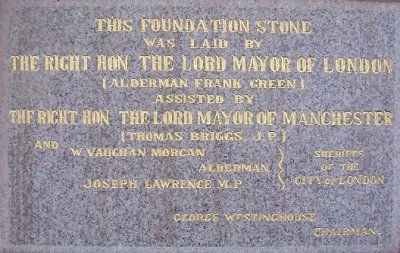 THIS FOUNDATION STONE
WAS LAID BY
THE RIGHT HON THE LORD MAYOR OF LONDON
(ALDERMAN FRANK GREEN)
ASSISTED BY
THE RIGHT HON THE LORD MAYOR OF MANCHESTER
(THOMAS BRIGGS, J.P.)
AND W. VAUGHAN MORGAN
ALDERMAN
JOSEPH LAWRENCE, M.P.
SHERIFFS
OF THE
CITY OF LONDON
GEORGE WESTINGHOUSE
CHAIRMAN.